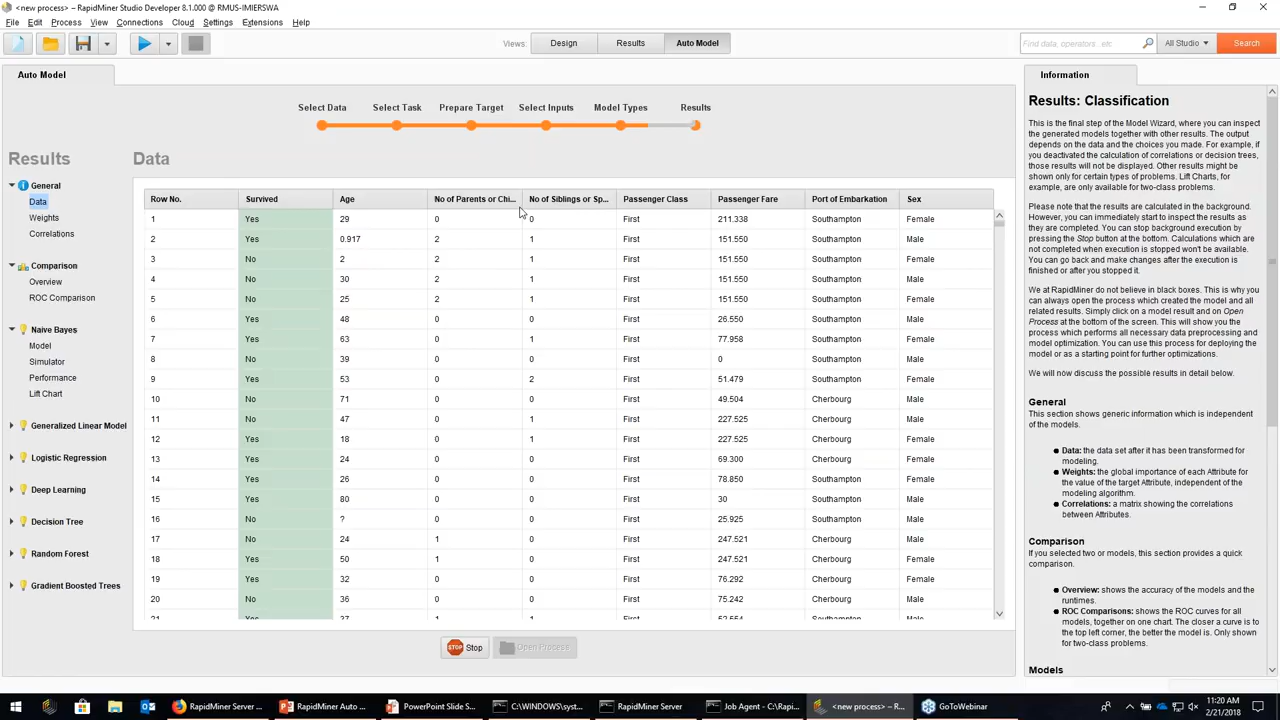 <new process> — RapidMiner Studio Developer 8.1.000 @ RMUS-IMIERSWA
File Edit Process View Connections Cloud Settings Extensions Help
Views: Design Results Auto Model
Find data, operators...etc All Studio ▼ Search
Auto Model
Select Data Select Task Prepare Target Select Inputs Model Types Results
Results
General
Data
Weights
Correlations
Comparison
Overview
ROC Comparison
Naive Bayes
Model
Simulator
Performance
Lift Chart
Generalized Linear Model
Logistic Regression
Deep Learning
Decision Tree
Random Forest
Gradient Boosted Trees
Data
Row No. Survived Age No of Parents or Chi... No of Siblings or Sp... Passenger Class Passenger Fare Port of Embarkation Sex
1 Yes 29 0 0 First 211.338 Southampton Female
2 Yes 0.917 2 1 First 151.550 Southampton Male
3 No 2 2 1 First 151.550 Southampton Female
4 No 30 2 1 First 151.550 Southampton Male
5 No 25 2 1 First 151.550 Southampton Female
6 Yes 48 0 0 First 26.550 Southampton Male
7 Yes 63 0 1 First 77.958 Southampton Female
8 No 39 0 0 First 0 Southampton Male
9 Yes 53 0 2 First 51.479 Southampton Female
10 No 71 0 0 First 49.504 Cherbourg Male
11 No 47 0 1 First 227.525 Cherbourg Male
12 Yes 18 0 1 First 227.525 Cherbourg Female
13 Yes 24 0 0 First 69.300 Cherbourg Female
14 Yes 26 0 0 First 78.850 Southampton Female
15 Yes 80 0 0 First 30 Southampton Male
16 No ? 0 0 First 25.925 Southampton Male
17 No 24 1 0 First 247.521 Cherbourg Male
18 Yes 50 1 0 First 247.521 Cherbourg Female
19 Yes 32 0 0 First 76.292 Cherbourg Female
20 No 36 0 0 First 75.242 Cherbourg Male
21 Yes 37 1 1 First 52.554 Southampton Male
STOP Stop Open Process
Information
Results: Classification
This is the final step of the Model Wizard, where you can inspect
the generated models together with other results. The output
depends on the data and the choices you made. For example, if
you deactivated the calculation of correlations or decision trees,
those results will not be displayed. Other results might be
shown only for certain types of problems. Lift Charts, for
example, are only available for two-class problems.
Please note that the results are calculated in the background.
However, you can immediately start to inspect the results as
they are completed. You can stop background execution by
pressing the Stop button at the bottom. Calculations which are
not completed when execution is stopped won't be available.
You can go back and make changes after the execution is
finished or after you stopped it.
We at RapidMiner do not believe in black boxes. This is why you
can always open the process which created the model and all
related results. Simply click on a model result and on Open
Process at the bottom of the screen. This will show you the
process which performs all necessary data preprocessing and
model optimization. You can use this process for deploying the
model or as a starting point for further optimizations.
We will now discuss the possible results in detail below.
General
This section shows generic information which is independent
of the models.
● Data: the data set after it has been transformed for
modeling.
● Weights: the global importance of each Attribute for
the value of the target Attribute, independent of the
modeling algorithm.
● Correlations: a matrix showing the correlations
between Attributes.
Comparison
If you selected two or models, this section provides a quick
comparison.
● Overview: shows the accuracy of the models and the
runtimes.
● ROC Comparisons: shows the ROC curves for all
models, together on one chart. The closer a curve is to
the top left corner, the better the model is. Only shown
for two-class problems.
Models
RapidMiner Server ... RapidMiner Auto ... PowerPoint Slide S... C:\WINDOWS\syst... RapidMiner Server Job Agent - C:\Rapi... <new process> – R... GoToWebinar
11:20 AM
2/21/2018